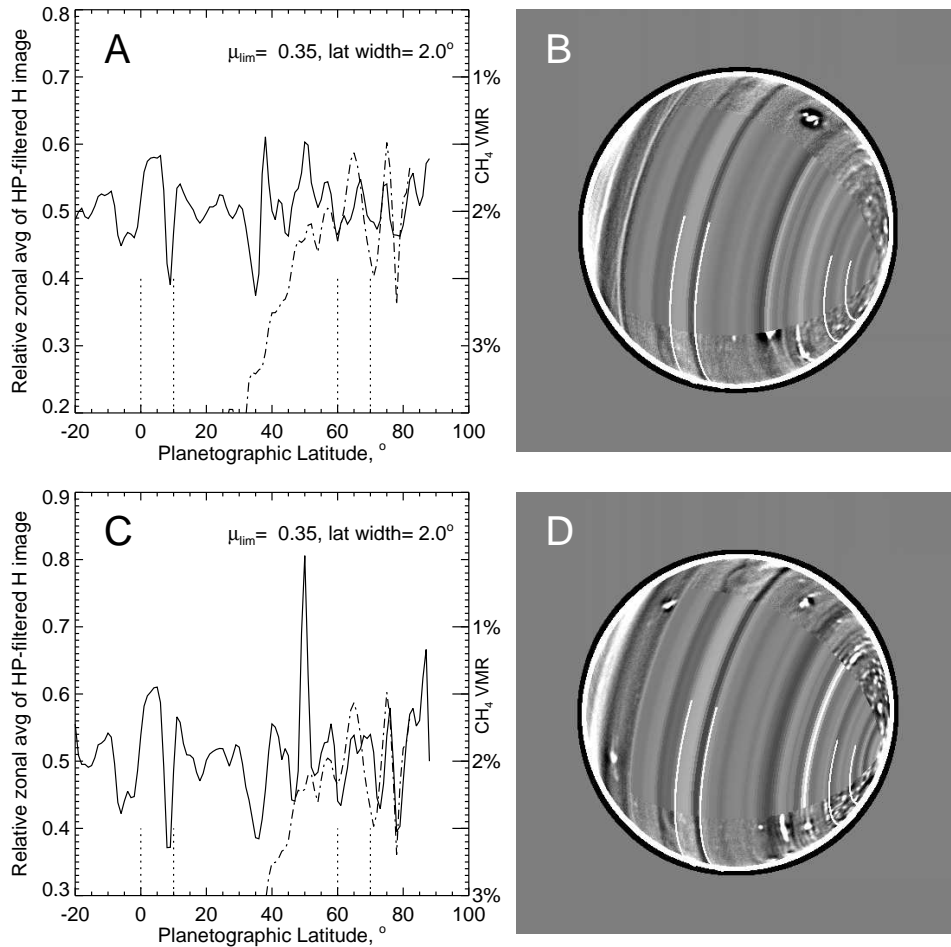 A
μlim= 0.35, lat width= 2.0°
Relative zonal avg of HP-filtered H image
0.8
0.7
0.6
0.5
0.4
0.3
0.2
-20 0 20 40 60 80 100
Planetographic Latitude, °
1%
2%
3%
CH4 VMR
B
C
μlim= 0.35, lat width= 2.0°
Relative zonal avg of HP-filtered H image
0.9
0.8
0.7
0.6
0.5
0.4
0.3
-20 0 20 40 60 80 100
Planetographic Latitude, °
1%
2%
3%
CH4 VMR
D